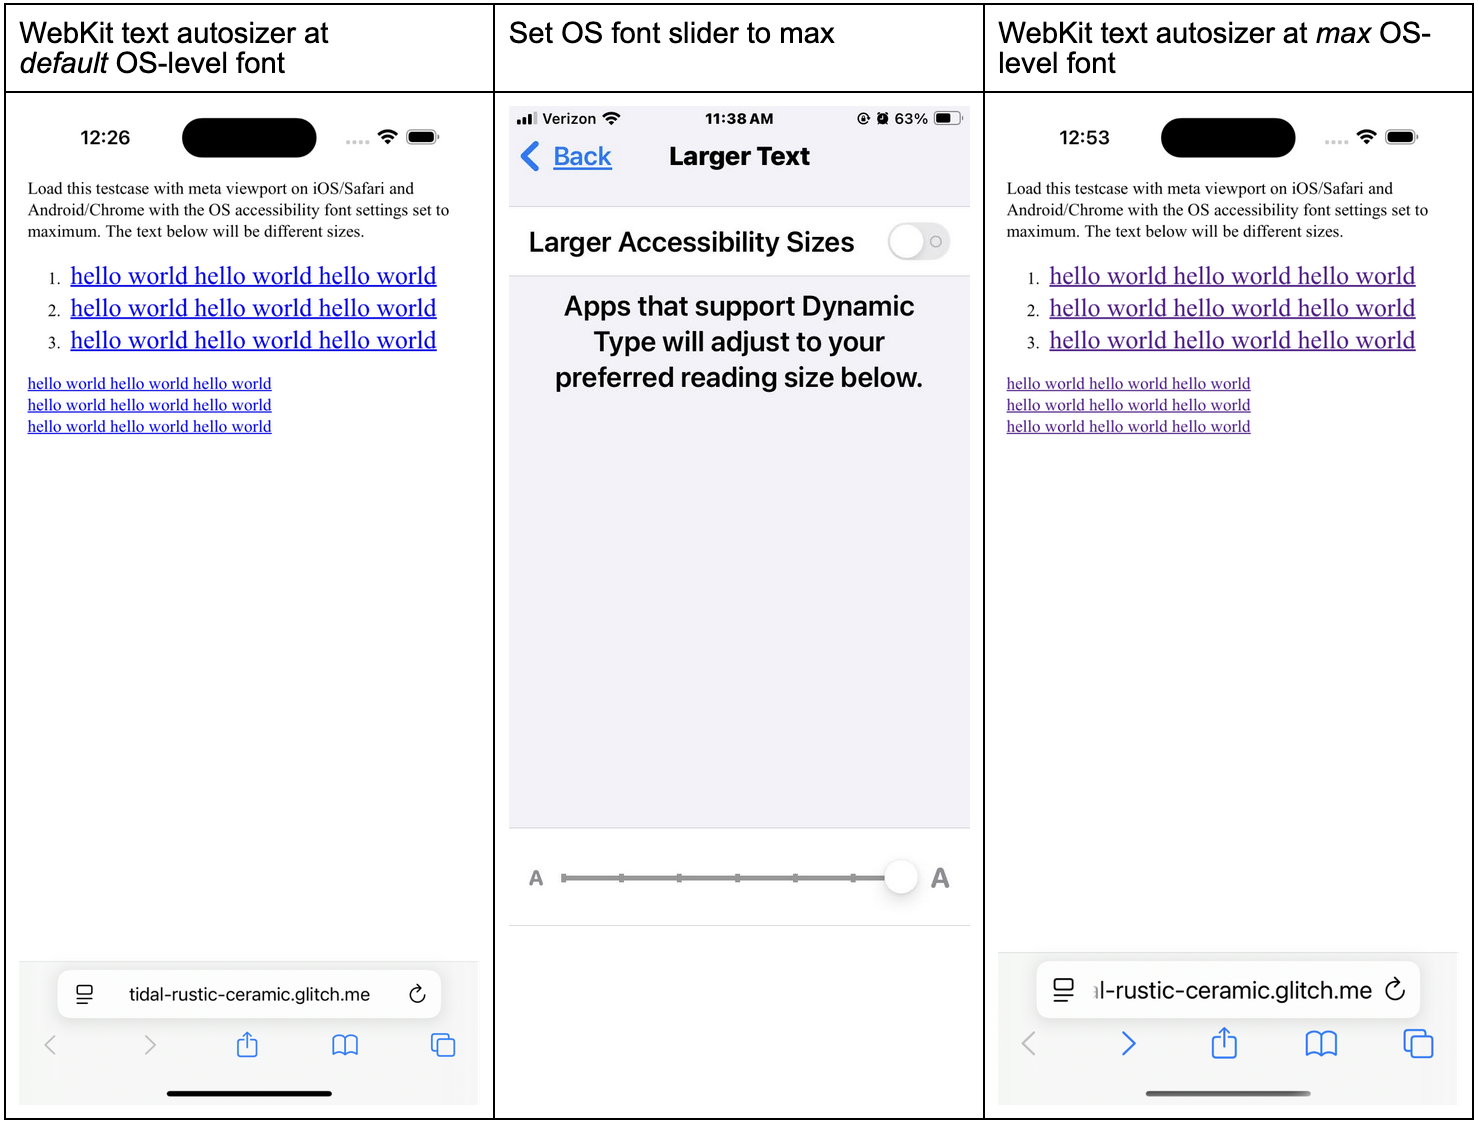 WebKit text autosizer at
default OS-level font
Set OS font slider to max
WebKit text autosizer at max OS-
level font
12:26
Load this testcase with meta viewport on iOS/Safari and
Android/Chrome with the OS accessibility font settings set to
maximum. The text below will be different sizes.
1. hello world hello world hello world
2. hello world hello world hello world
3. hello world hello world hello world
hello world hello world hello world
hello world hello world hello world
hello world hello world hello world
tidal-rustic-ceramic.glitch.me
Verizon 11:38 AM 63%
Back Larger Text
Larger Accessibility Sizes
Apps that support Dynamic
Type will adjust to your
preferred reading size below.
A A
12:53
Load this testcase with meta viewport on iOS/Safari and
Android/Chrome with the OS accessibility font settings set to
maximum. The text below will be different sizes.
1. hello world hello world hello world
2. hello world hello world hello world
3. hello world hello world hello world
hello world hello world hello world
hello world hello world hello world
hello world hello world hello world
l-rustic-ceramic.glitch.me